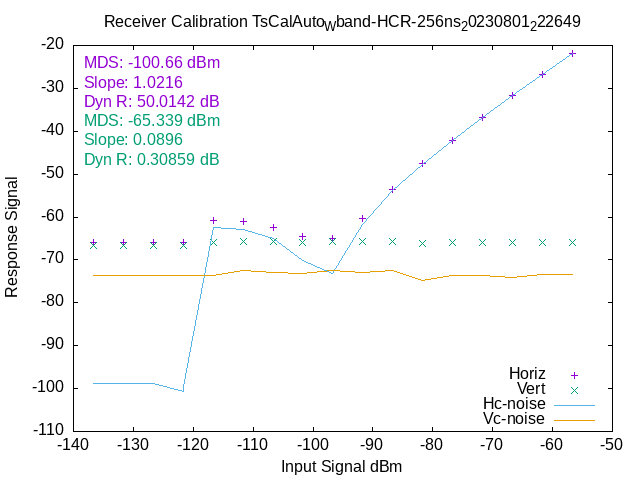 Receiver Calibration TsCalAutoWband-HCR-256ns20230801222649
MDS: -100.66 dBm
Slope: 1.0216
Dyn R: 50.0142 dB
MDS: -65.339 dBm
Slope: 0.0896
Dyn R: 0.30859 dB
Response Signal
-20
-30
-40
-50
-60
-70
-80
-90
-100
-110
Horiz
Vert
Hc-noise
Vc-noise
-140 -130 -120 -110 -100 -90 -80 -70 -60 -50
Input Signal dBm